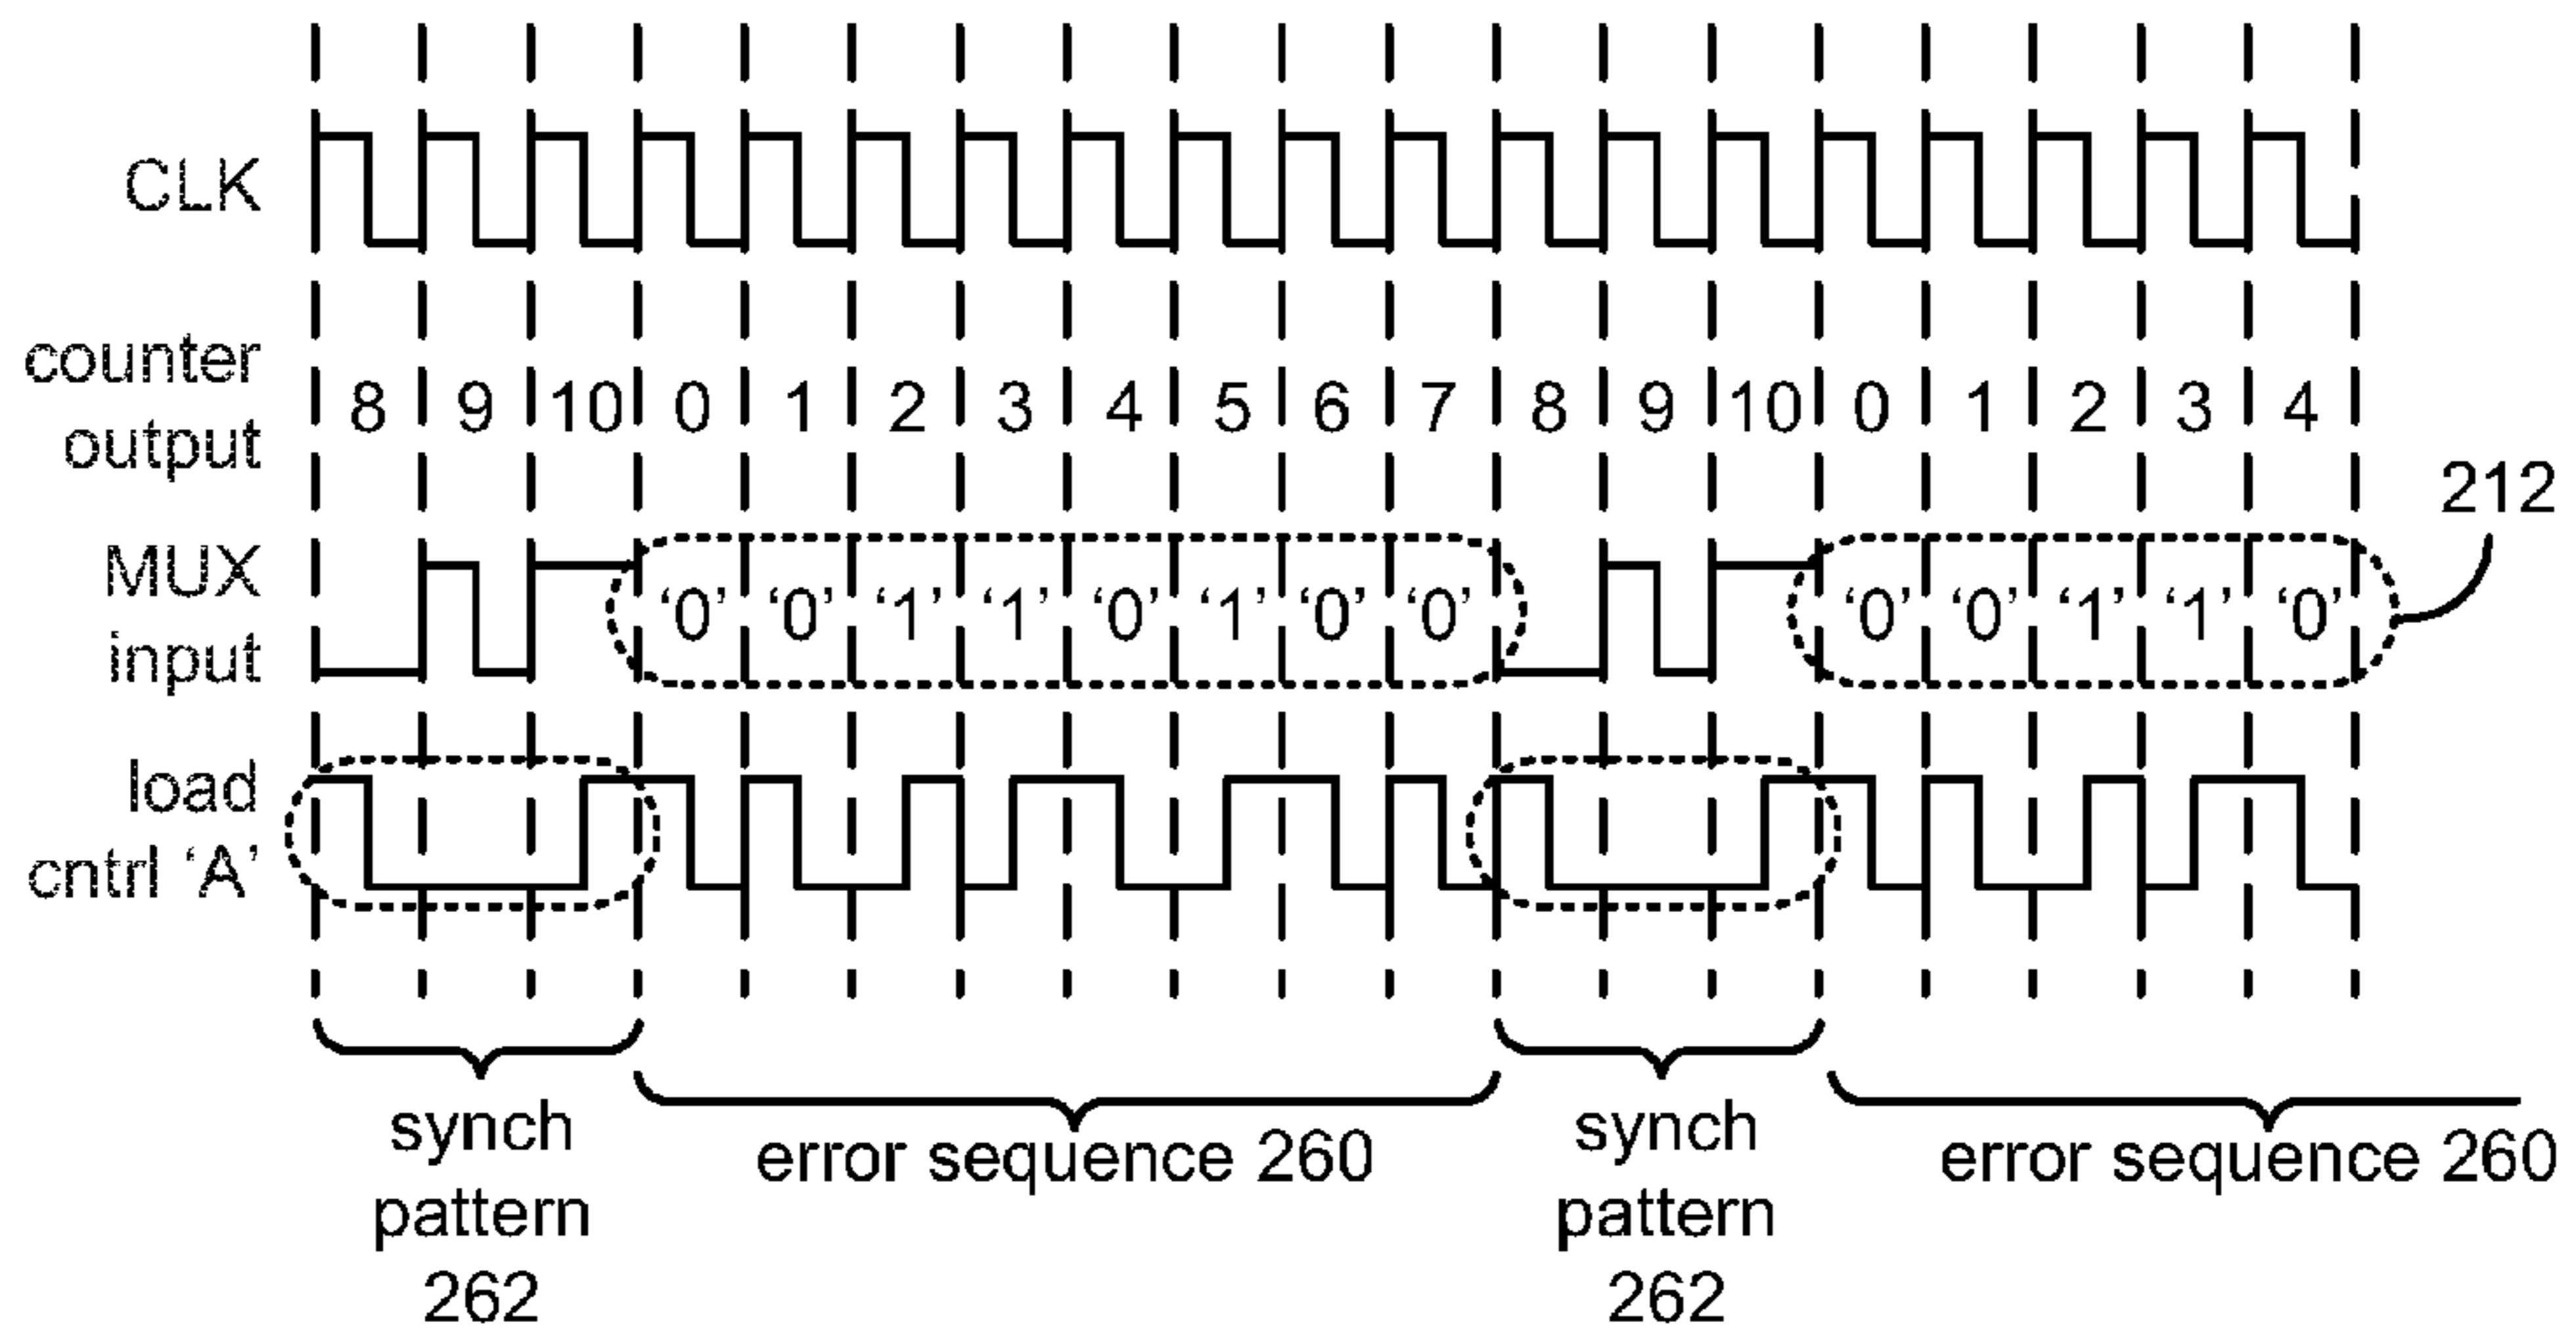 CLK
counter
output
8 9 10 0 1 2 3 4 5 6 7 8 9 10 0 1 2 3 4
212
MUX
input
‘0’ ‘0’ ‘1’ ‘1’ ‘0’ ‘1’ ‘0’ ‘0’ ‘0’ ‘0’ ‘1’ ‘1’ ‘0’
load
cntrl ‘A’
synch
pattern
262
error sequence 260
synch
pattern
262
error sequence 260